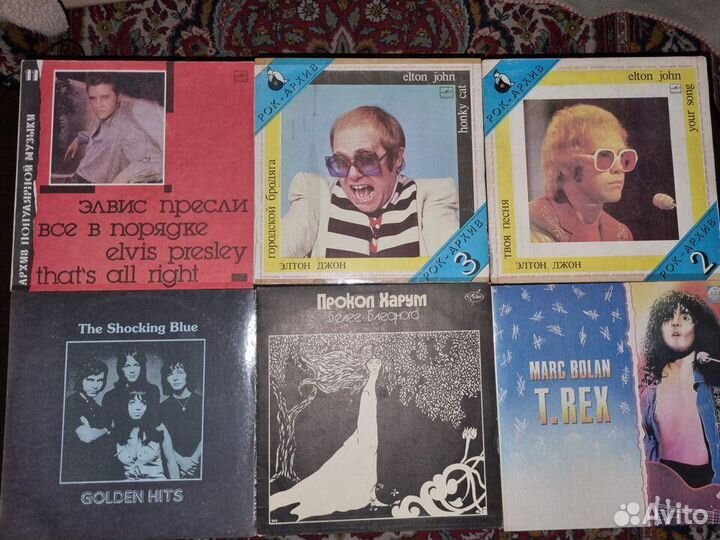 11
АРХИВ ПОПУЛЯРНОЙ МУЗЫКИ
элвис пресли
все в порядке
elvis presley
that's all right
РОК-АРХИВ
elton john
honky cat
городской бродяга
элтон джон
РОК-АРХИВ
3
РОК-АРХИВ
elton john
your song
твоя песня
элтон джон
РОК-АРХИВ
2
The Shocking Blue
GOLDEN HITS
Прокол Харум
Белее бледного
MARC BOLAN
T.REX
Avito